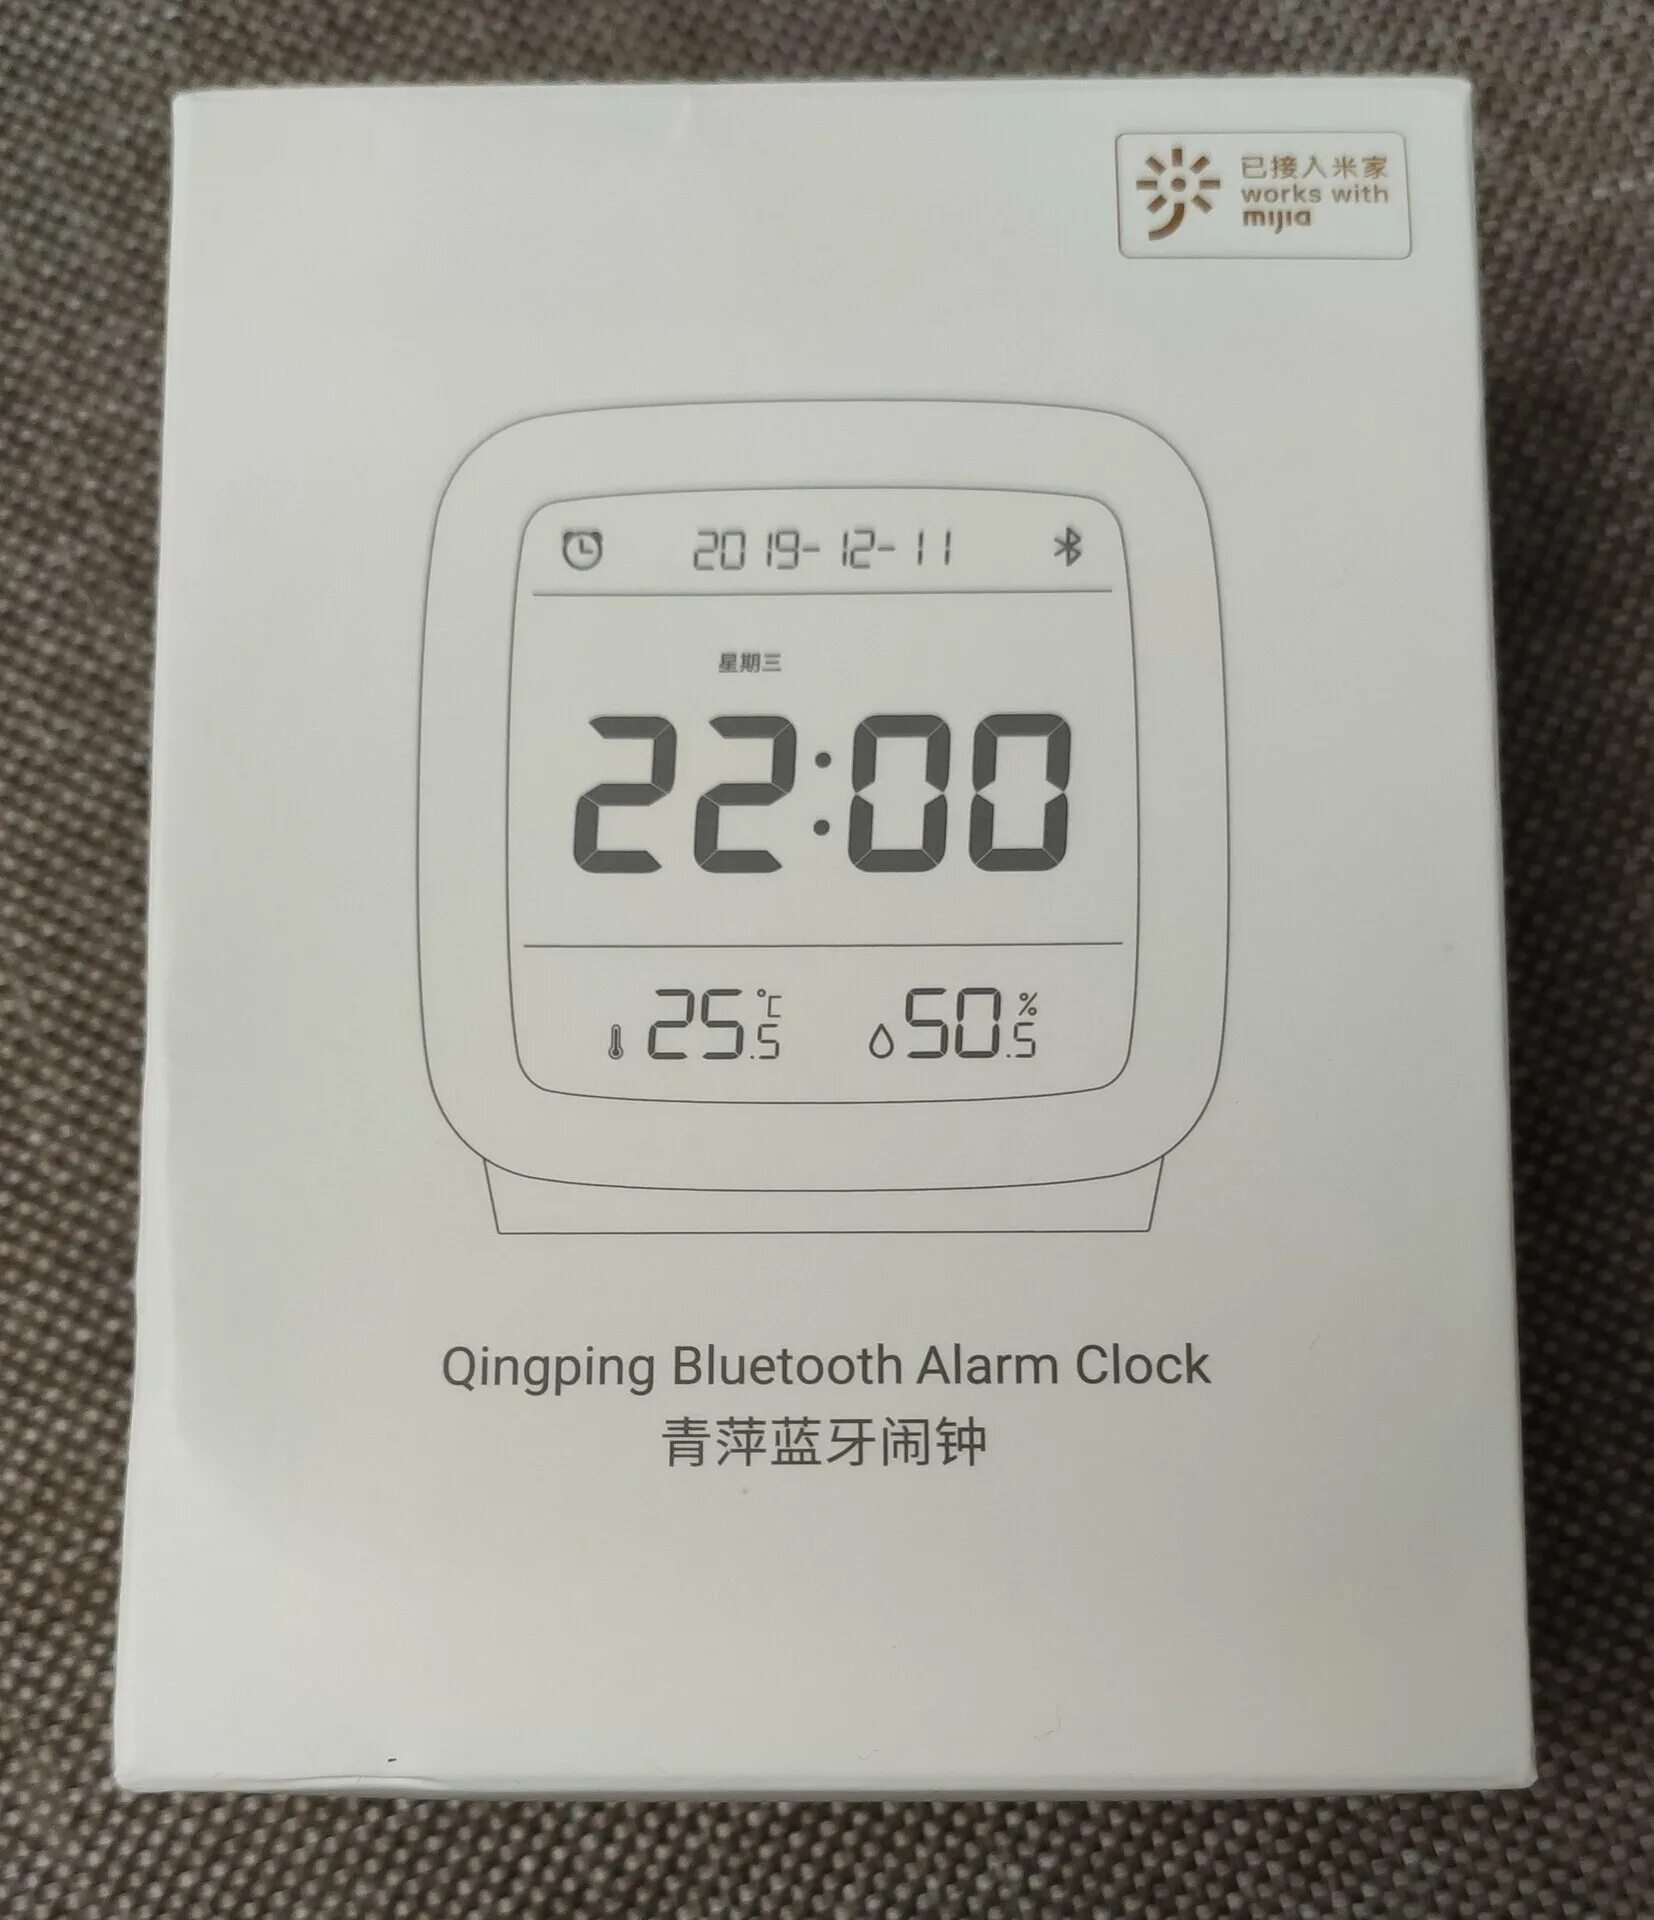 已接入米家
works with
mijia
2019-12-11
星期三
22:00
25.5℃ 50.5%
Qingping Bluetooth Alarm Clock
青萍蓝牙闹钟